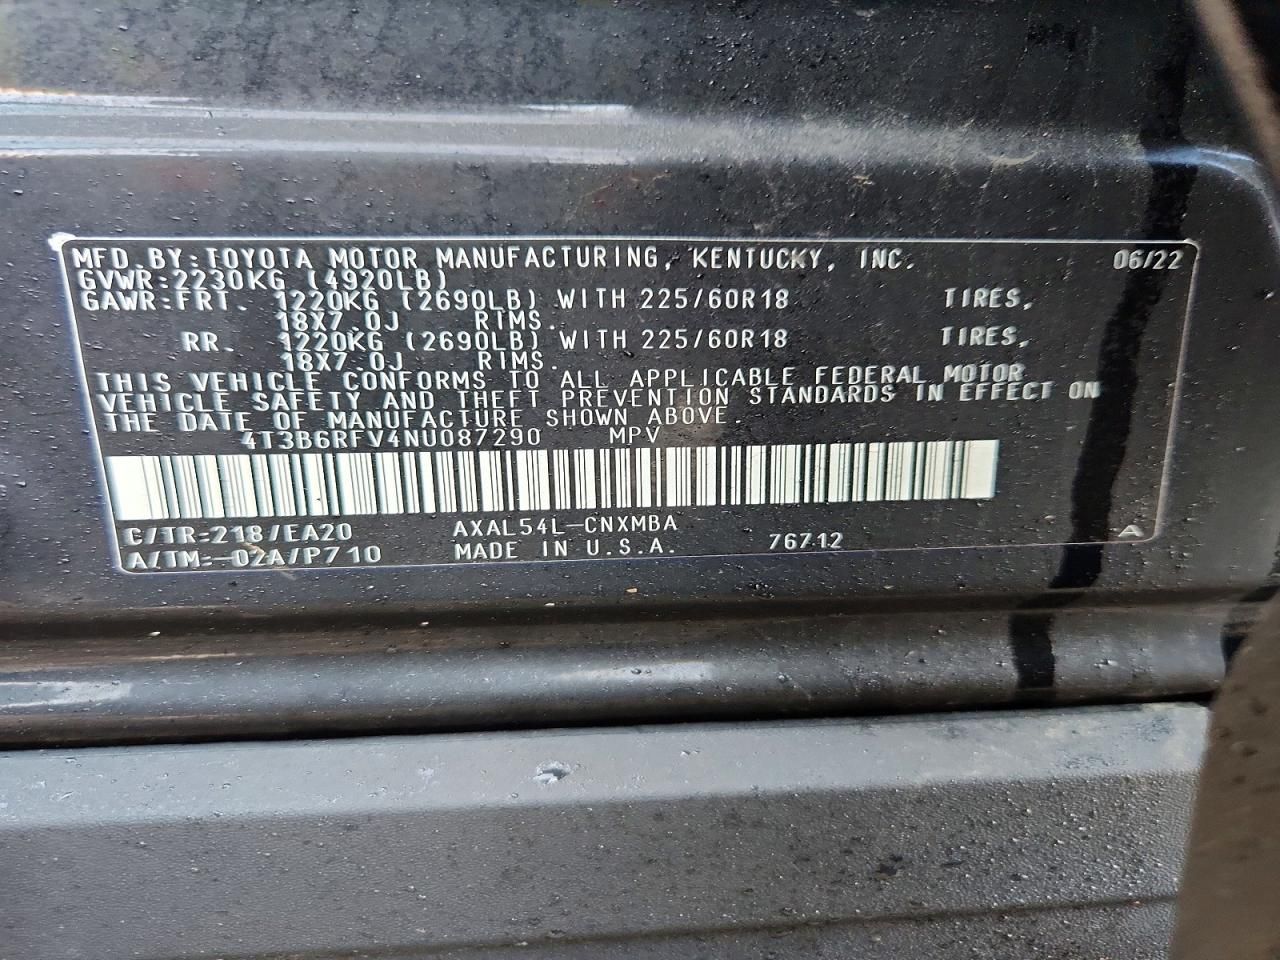 MFD.BY:TOYOTA MOTOR MANUFACTURING, KENTUCKY, INC. 06/22
GVWR:2230KG (4920LB)
GAWR:FRT. 1220KG (2690LB) WITH 225/60R18 TIRES,
18X7.0J RIMS.
RR. 1220KG (2690LB) WITH 225/60R18 TIRES,
18X7.0J RIMS.
THIS VEHICLE CONFORMS TO ALL APPLICABLE FEDERAL MOTOR
VEHICLE SAFETY AND THEFT PREVENTION STANDARDS IN EFFECT ON
THE DATE OF MANUFACTURE SHOWN ABOVE.
4T3B6RFV4NU087290 MPV
C/TR:218/EA20 AXAL54L-CNXMBA
A/TM:-02A/P710 MADE IN U.S.A. 76712 A